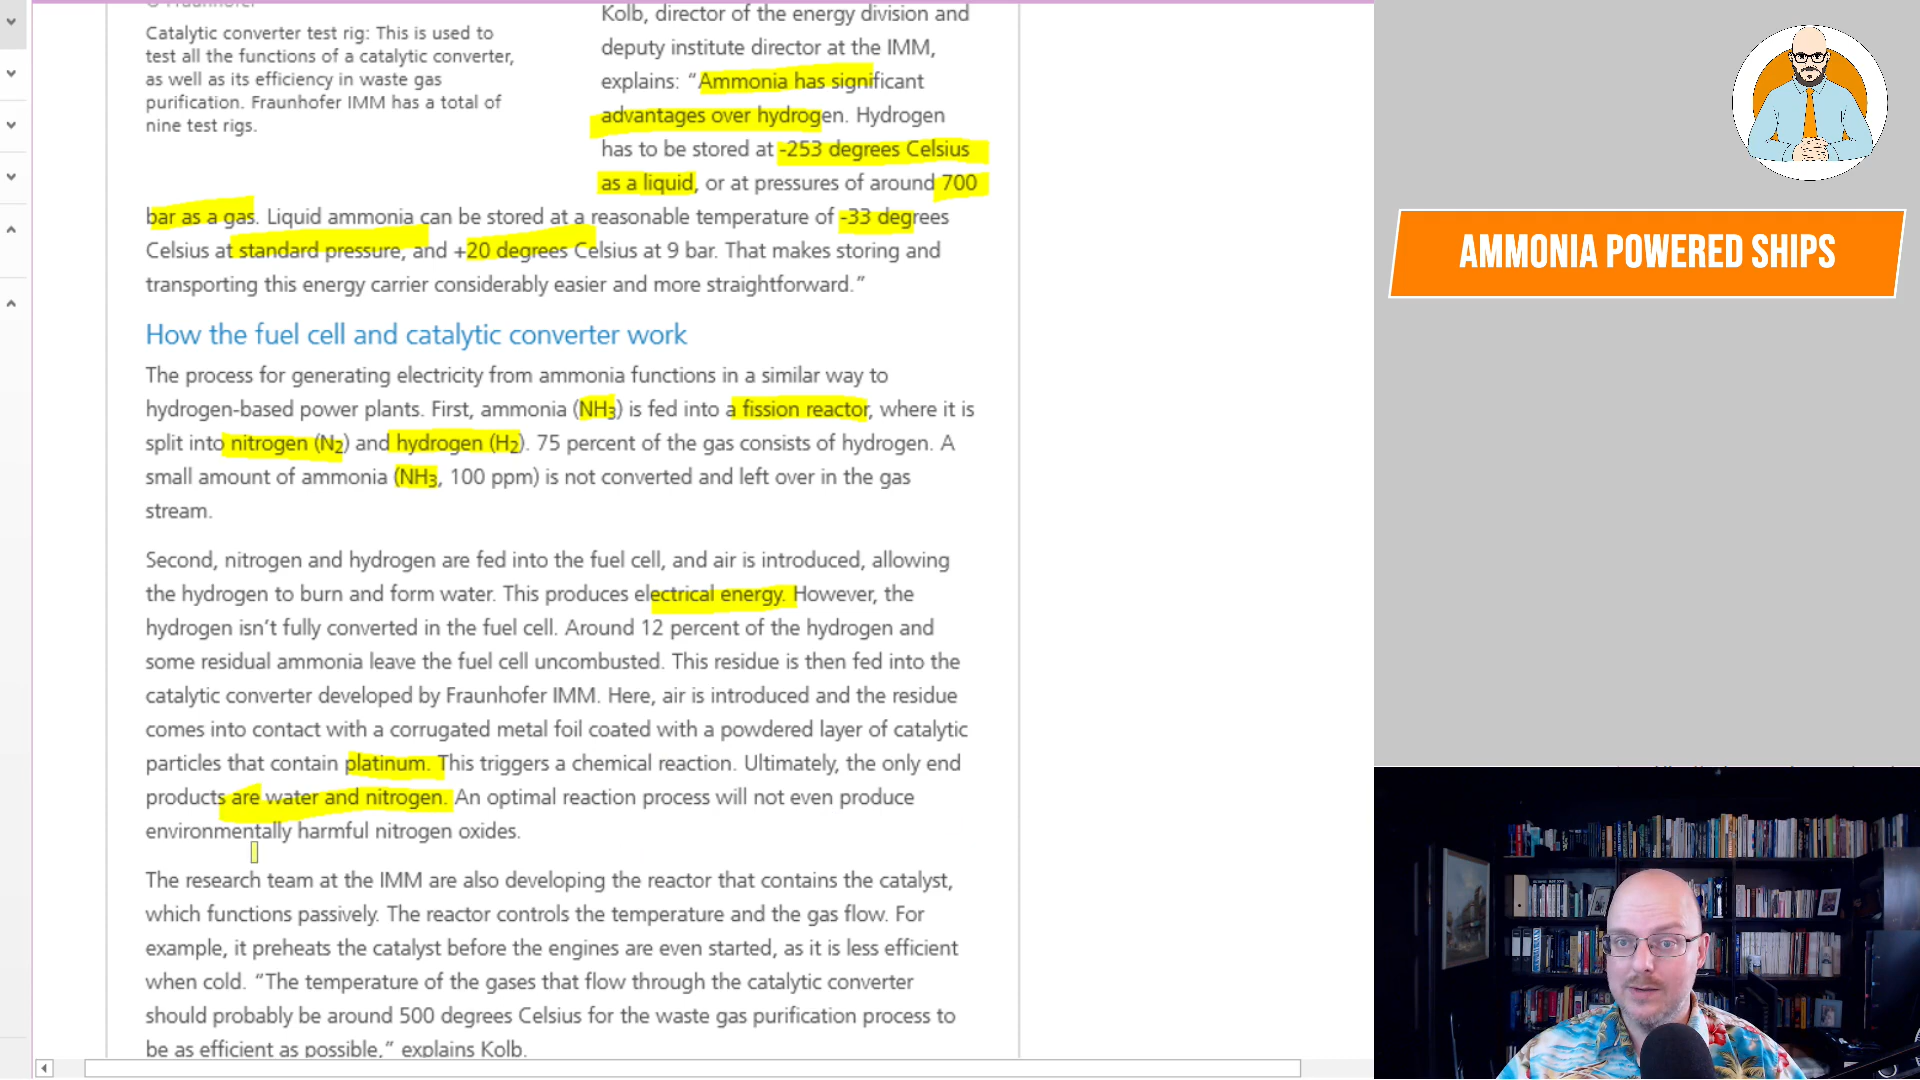 Catalytic converter test rig: This is used to
test all the functions of a catalytic converter,
as well as its efficiency in waste gas
purification. Fraunhofer IMM has a total of
nine test rigs.
Kolb, director of the energy division and
deputy institute director at the IMM,
explains: “Ammonia has significant
advantages over hydrogen. Hydrogen
has to be stored at -253 degrees Celsius
as a liquid, or at pressures of around 700
bar as a gas. Liquid ammonia can be stored at a reasonable temperature of -33 degrees
Celsius at standard pressure, and +20 degrees Celsius at 9 bar. That makes storing and
transporting this energy carrier considerably easier and more straightforward.”
How the fuel cell and catalytic converter work
The process for generating electricity from ammonia functions in a similar way to
hydrogen-based power plants. First, ammonia (NH3) is fed into a fission reactor, where it is
split into nitrogen (N2) and hydrogen (H2). 75 percent of the gas consists of hydrogen. A
small amount of ammonia (NH3, 100 ppm) is not converted and left over in the gas
stream.
Second, nitrogen and hydrogen are fed into the fuel cell, and air is introduced, allowing
the hydrogen to burn and form water. This produces electrical energy. However, the
hydrogen isn’t fully converted in the fuel cell. Around 12 percent of the hydrogen and
some residual ammonia leave the fuel cell uncombusted. This residue is then fed into the
catalytic converter developed by Fraunhofer IMM. Here, air is introduced and the residue
comes into contact with a corrugated metal foil coated with a powdered layer of catalytic
particles that contain platinum. This triggers a chemical reaction. Ultimately, the only end
products are water and nitrogen. An optimal reaction process will not even produce
environmentally harmful nitrogen oxides.
The research team at the IMM are also developing the reactor that contains the catalyst,
which functions passively. The reactor controls the temperature and the gas flow. For
example, it preheats the catalyst before the engines are even started, as it is less efficient
when cold. “The temperature of the gases that flow through the catalytic converter
should probably be around 500 degrees Celsius for the waste gas purification process to
be as efficient as possible,” explains Kolb.
AMMONIA POWERED SHIPS